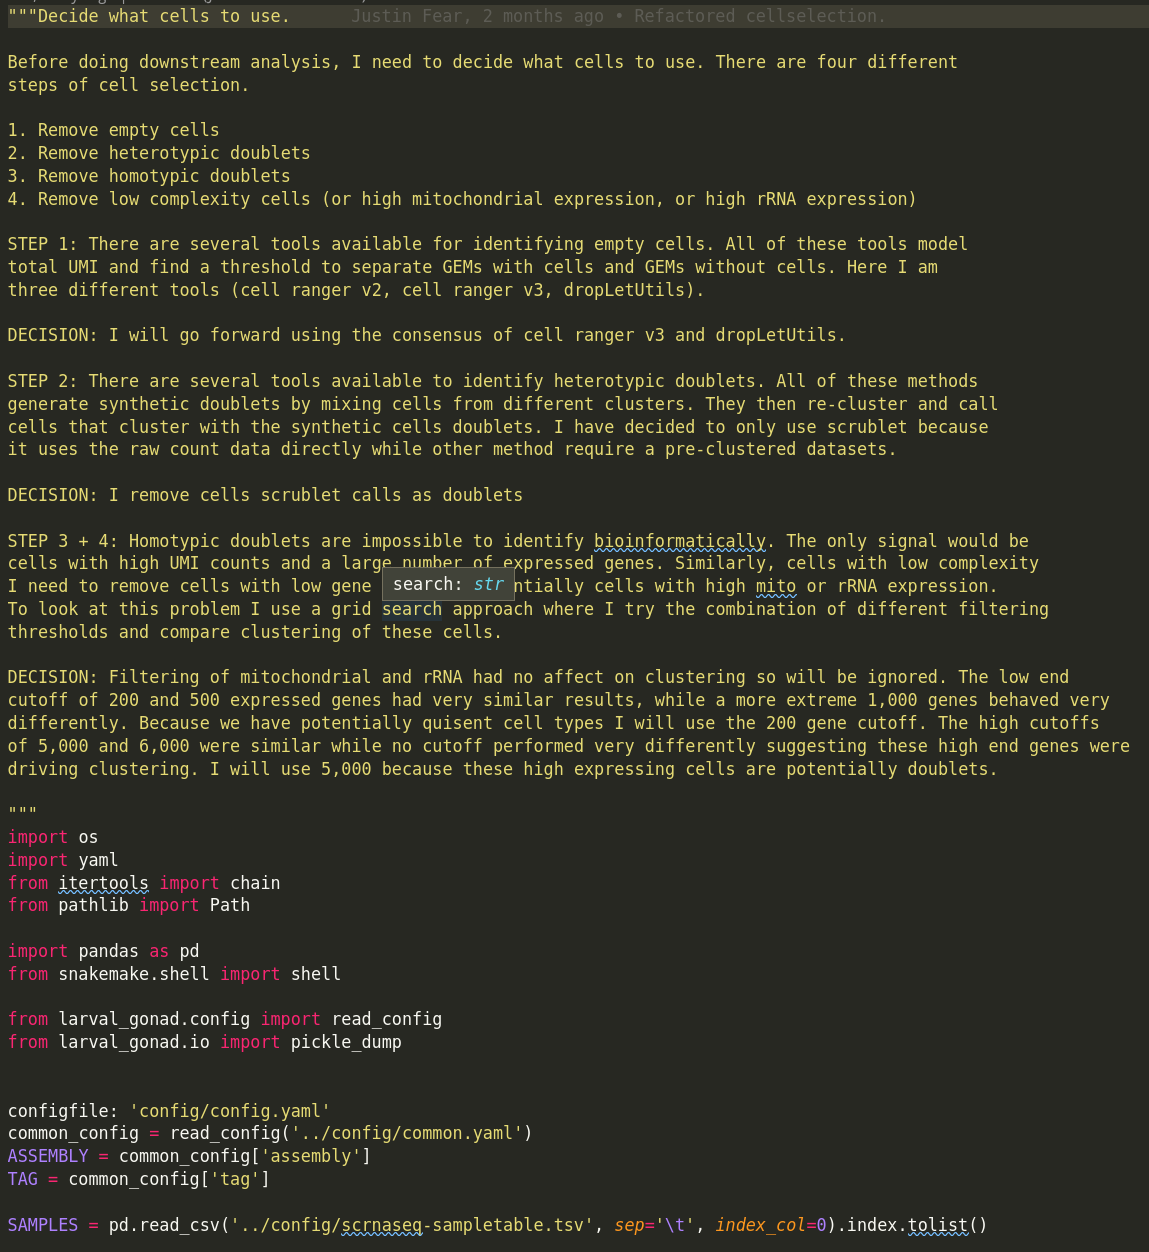 """Decide what cells to use. Justin Fear, 2 months ago • Refactored cellselection.
Before doing downstream analysis, I need to decide what cells to use. There are four different
steps of cell selection.
1. Remove empty cells
2. Remove heterotypic doublets
3. Remove homotypic doublets
4. Remove low complexity cells (or high mitochondrial expression, or high rRNA expression)
STEP 1: There are several tools available for identifying empty cells. All of these tools model
total UMI and find a threshold to separate GEMs with cells and GEMs without cells. Here I am
three different tools (cell ranger v2, cell ranger v3, dropLetUtils).
DECISION: I will go forward using the consensus of cell ranger v3 and dropLetUtils.
STEP 2: There are several tools available to identify heterotypic doublets. All of these methods
generate synthetic doublets by mixing cells from different clusters. They then re-cluster and call
cells that cluster with the synthetic cells doublets. I have decided to only use scrublet because
it uses the raw count data directly while other method require a pre-clustered datasets.
DECISION: I remove cells scrublet calls as doublets
STEP 3 + 4: Homotypic doublets are impossible to identify bioinformatically. The only signal would be
cells with high UMI counts and a large number of expressed genes. Similarly, cells with low complexity
I need to remove cells with low gene search: str ntially cells with high mito or rRNA expression.
To look at this problem I use a grid search approach where I try the combination of different filtering
thresholds and compare clustering of these cells.
DECISION: Filtering of mitochondrial and rRNA had no affect on clustering so will be ignored. The low end
cutoff of 200 and 500 expressed genes had very similar results, while a more extreme 1,000 genes behaved very
differently. Because we have potentially quisent cell types I will use the 200 gene cutoff. The high cutoffs
of 5,000 and 6,000 were similar while no cutoff performed very differently suggesting these high end genes were
driving clustering. I will use 5,000 because these high expressing cells are potentially doublets.
"""
import os
import yaml
from itertools import chain
from pathlib import Path
import pandas as pd
from snakemake.shell import shell
from larval_gonad.config import read_config
from larval_gonad.io import pickle_dump
configfile: 'config/config.yaml'
common_config = read_config('../config/common.yaml')
ASSEMBLY = common_config['assembly']
TAG = common_config['tag']
SAMPLES = pd.read_csv('../config/scrnaseq-sampletable.tsv', sep='\t', index_col=0).index.tolist()